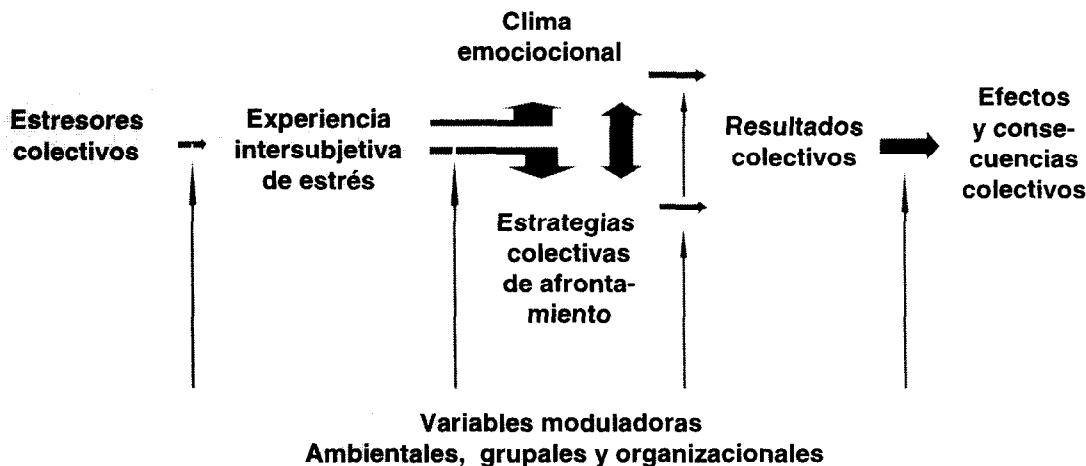 Clima
emociocional
Estresores
colectivos
Experiencia
intersubjetiva
de estrés
Estrategias
colectivas
de afronta-
miento
Resultados
colectivos
Efectos
y conse-
cuencias
colectivos
Variables moduladoras
Ambientales, grupales y organizacionales